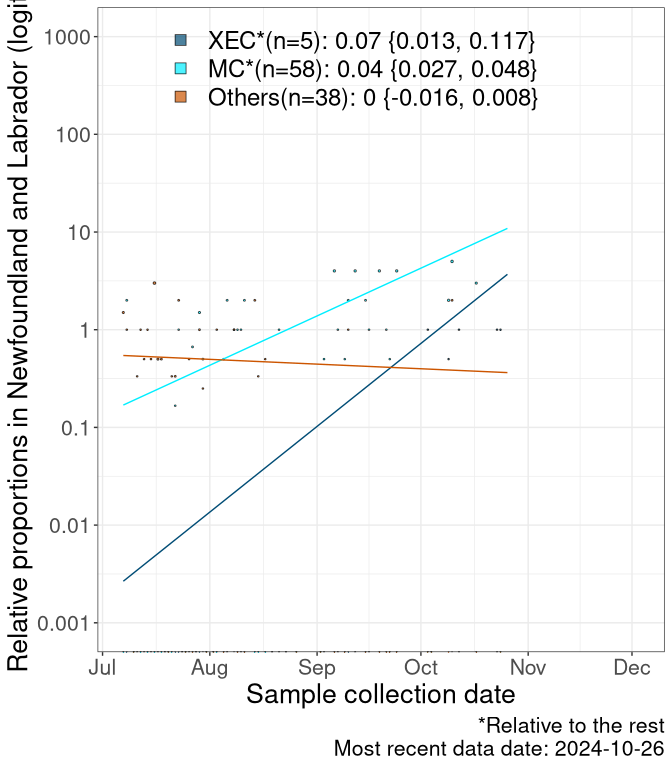 Relative proportions in Newfoundland and Labrador (logit
1000
100
10
1
0.1
0.01
0.001
XEC*(n=5): 0.07 {0.013, 0.117}
MC*(n=58): 0.04 {0.027, 0.048}
Others(n=38): 0 {-0.016, 0.008}
Jul Aug Sep Oct Nov Dec
Sample collection date
*Relative to the rest
Most recent data date: 2024-10-26